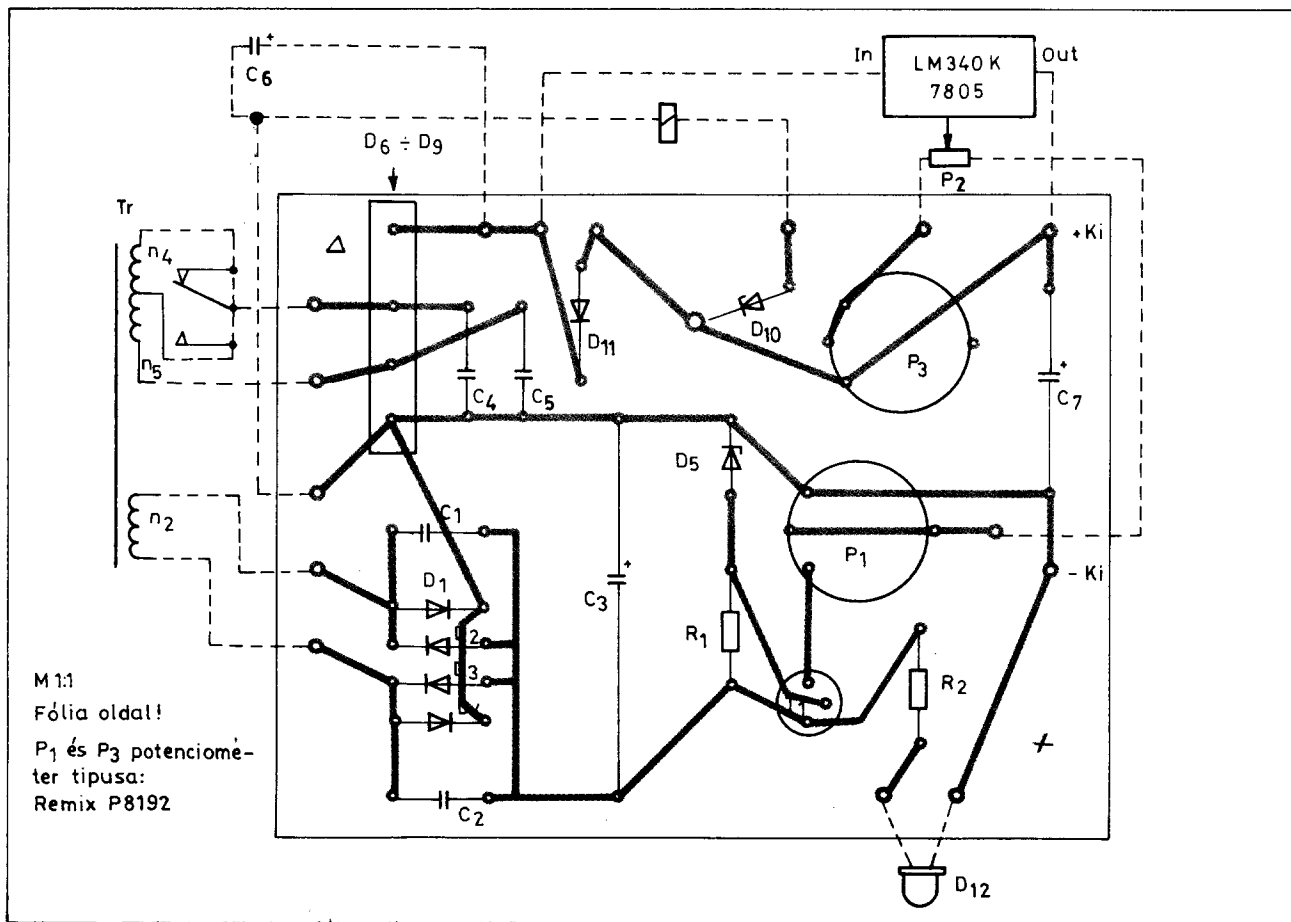 C6
In
LM340K
7805
Out
D6 ÷ D9
P2
Tr
n4
n5
+Ki
D11
D10
P3
C4
C5
C7
D5
n2
C1
P1
- Ki
D1
C3
R1
R2
M 1:1
Fólia oldal!
P1 és P3 potenciomé-
ter tipusa:
Remix P8192
C2
D12